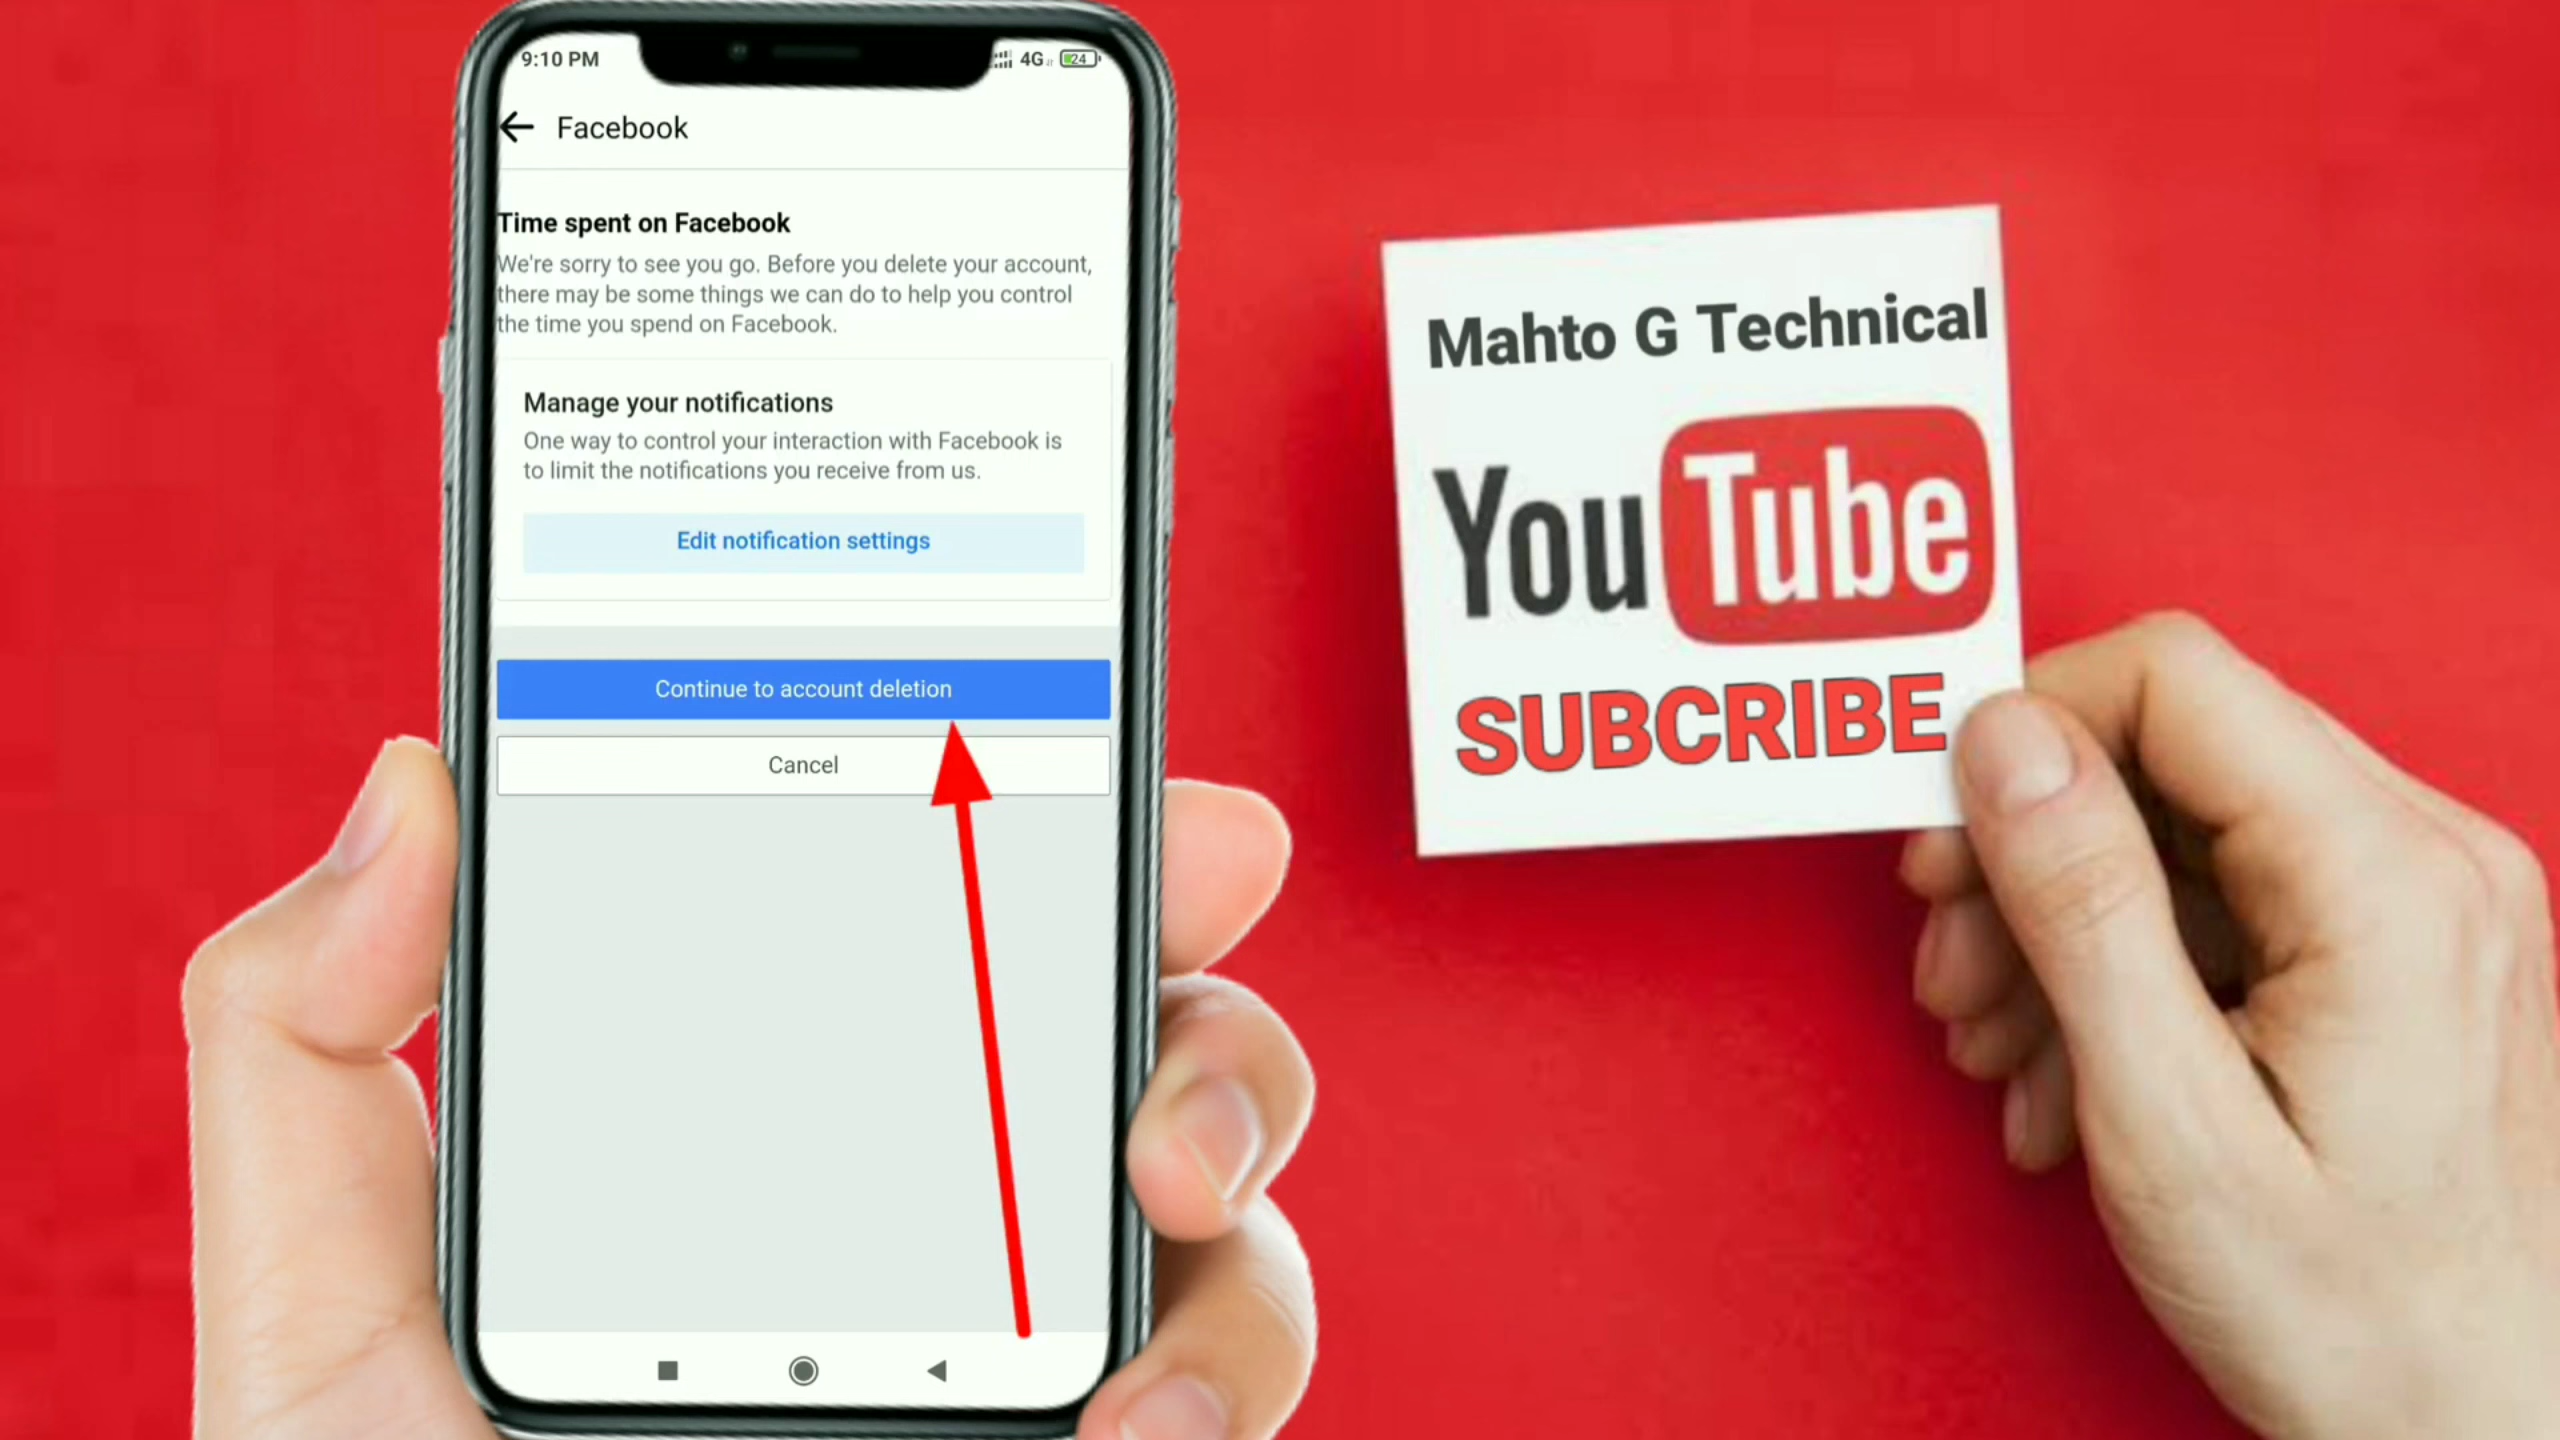 9:10 PM
4G 24
Facebook
Time spent on Facebook
We're sorry to see you go. Before you delete your account,
there may be some things we can do to help you control
the time you spend on Facebook.
Manage your notifications
One way to control your interaction with Facebook is
to limit the notifications you receive from us.
Edit notification settings
Continue to account deletion
Cancel
Mahto G Technical
YouTube
SUBCRIBE